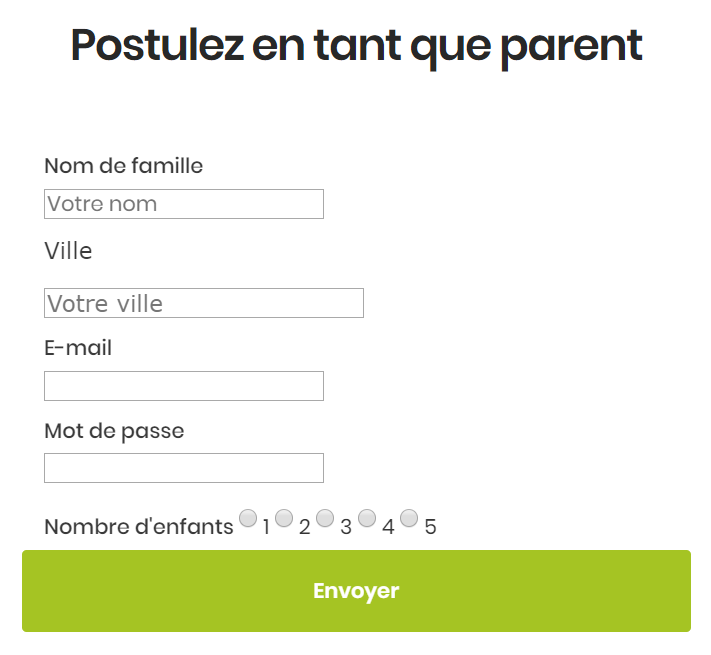 Postulez en tant que parent
Nom de famille
Votre nom
Ville
Votre ville
E-mail
Mot de passe
Nombre d'enfants 1 2 3 4 5
Envoyer